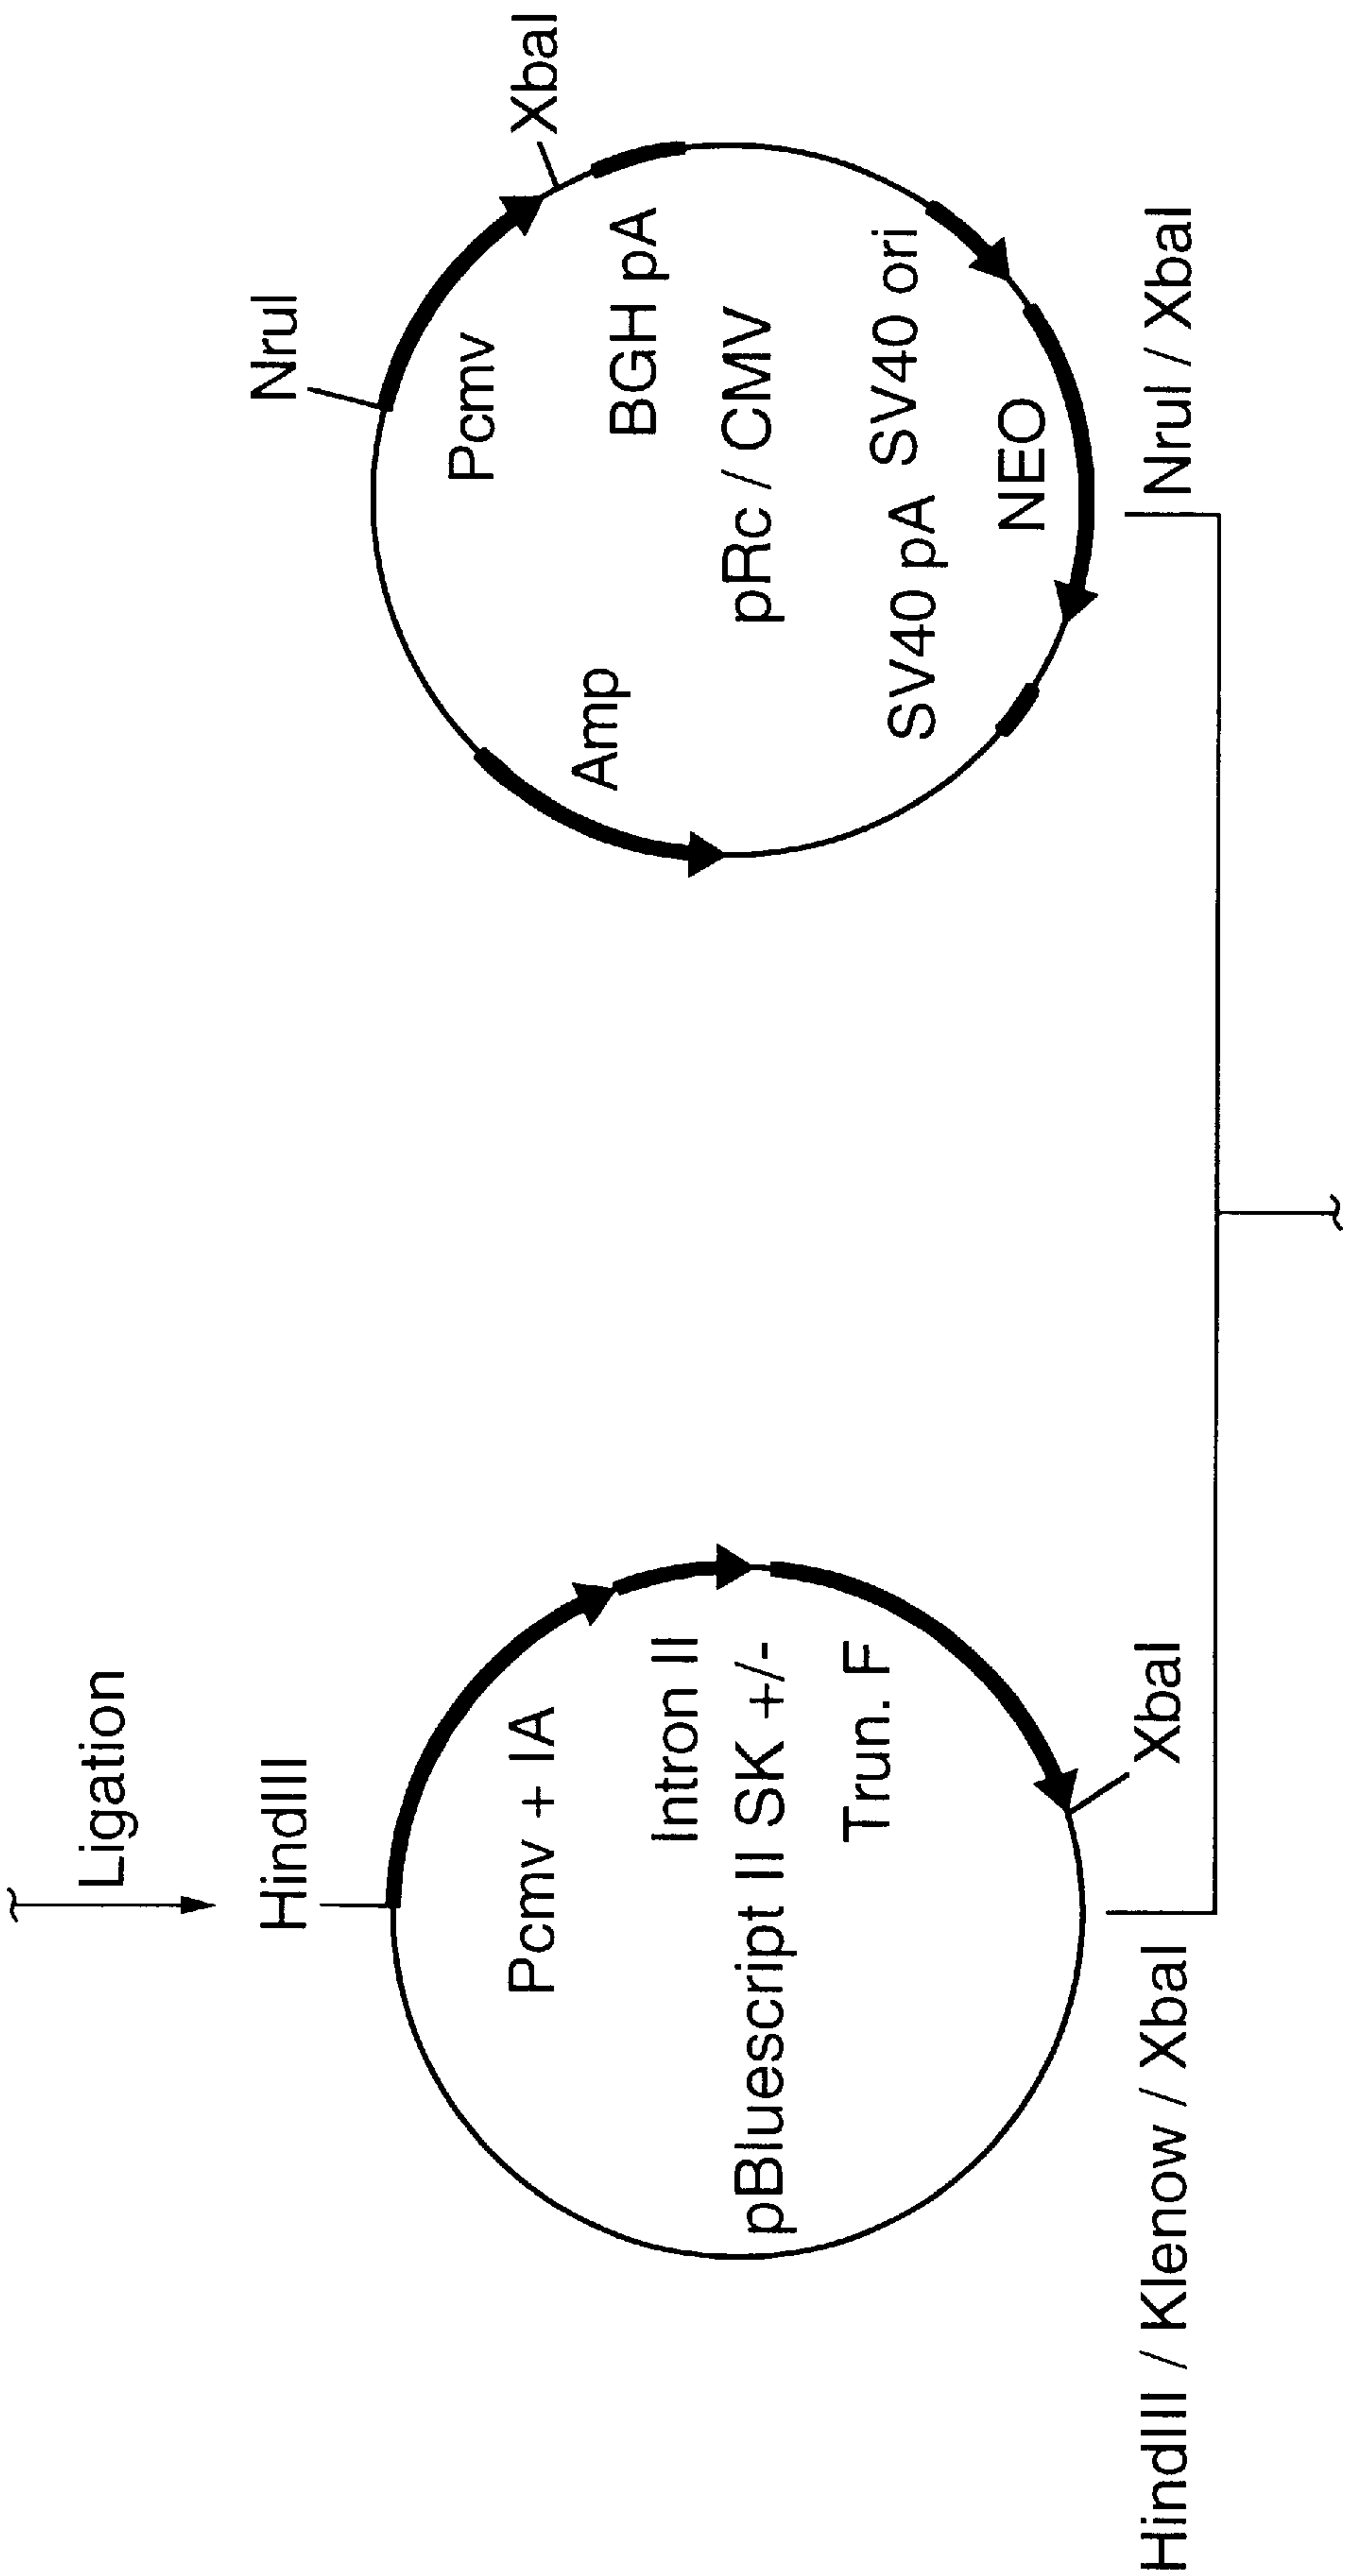 Ligation
HindIII
Pcmv + IA
Intron II
pBluescript II SK +/-
Trun. F
XbaI
HindIII / Klenow / XbaI
NruI
XbaI
Pcmv
BGH pA
pRc / CMV
Amp
SV40 ori
SV40 pA
NEO
NruI / XbaI